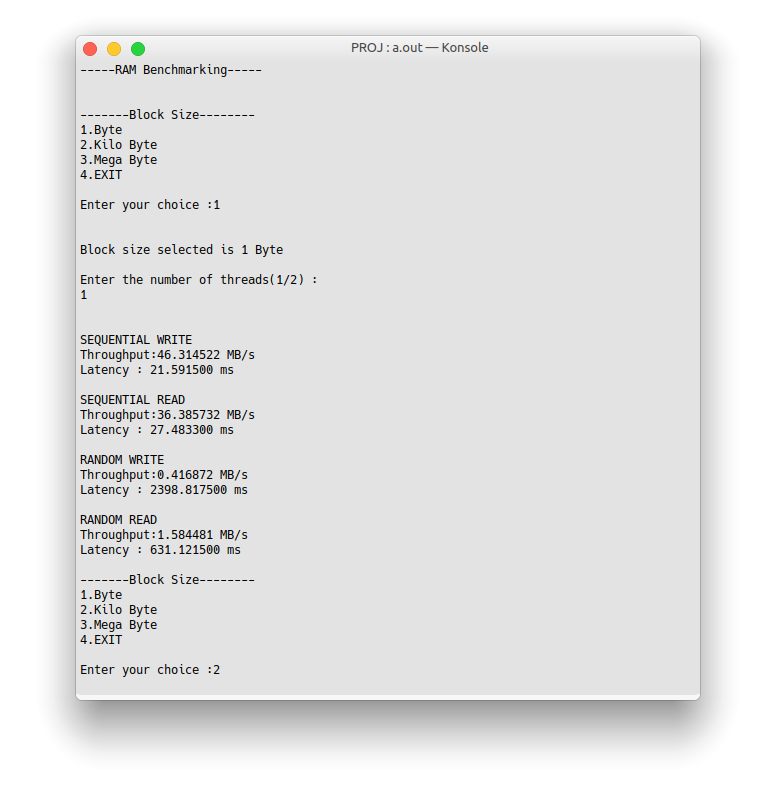 PROJ : a.out — Konsole
-----RAM Benchmarking-----
-------Block Size--------
1.Byte
2.Kilo Byte
3.Mega Byte
4.EXIT
Enter your choice :1
Block size selected is 1 Byte
Enter the number of threads(1/2) :
1
SEQUENTIAL WRITE
Throughput:46.314522 MB/s
Latency : 21.591500 ms
SEQUENTIAL READ
Throughput:36.385732 MB/s
Latency : 27.483300 ms
RANDOM WRITE
Throughput:0.416872 MB/s
Latency : 2398.817500 ms
RANDOM READ
Throughput:1.584481 MB/s
Latency : 631.121500 ms
-------Block Size--------
1.Byte
2.Kilo Byte
3.Mega Byte
4.EXIT
Enter your choice :2